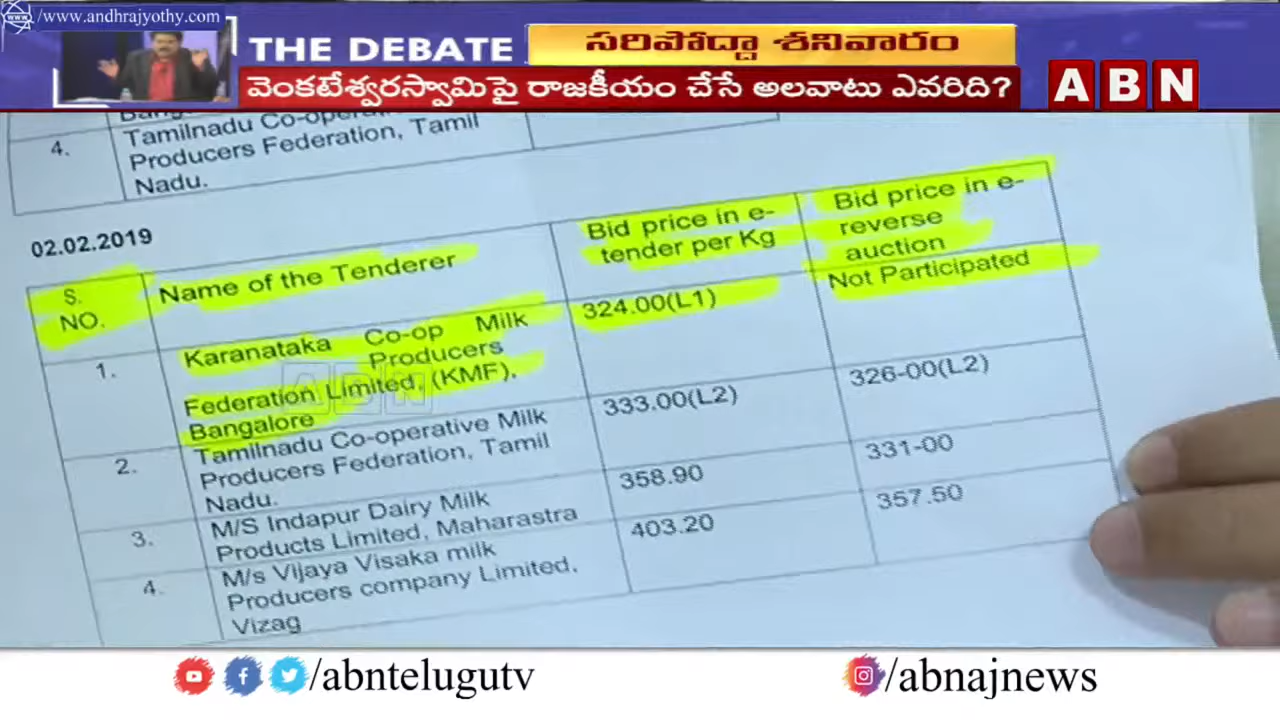 www /www.andhrajyothy.com
THE DEBATE
సరిపోద్దా శనివారం
వెంకటేశ్వరస్వామిపై రాజకీయం చేసే అలవాటు ఎవరిది?
ABN
4.
Tamilnadu Co-
Producers Federation, Tamil
Nadu.
02.02.2019
S.
NO.
Name of the Tenderer
Bid price in e-
tender per Kg
Bid price in e-
reverse
auction
1.
Karanataka Co-op Milk
Producers
Federation Limited, (KMF),
Bangalore
324.00(L1)
Not Participated
2.
Tamilnadu Co-operative Milk
Producers Federation, Tamil
Nadu.
333.00(L2)
326-00(L2)
3.
M/S Indapur Dairy Milk
Products Limited, Maharastra
358.90
331-00
4.
M/s Vijaya Visaka milk
Producers company Limited,
Vizag
403.20
357.50
ABN
/abntelugutv
/abnajnews